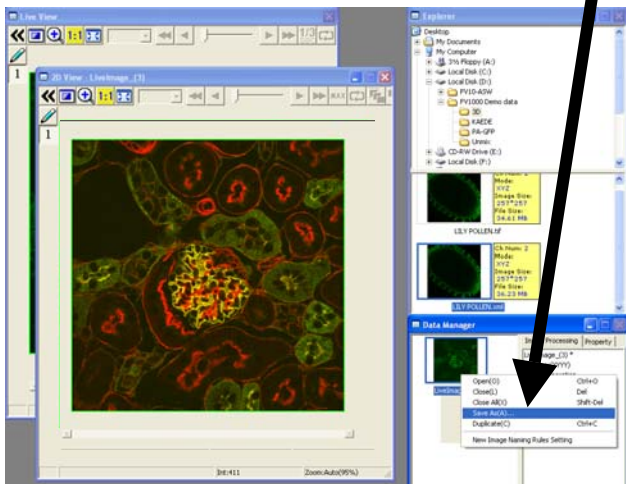 Live View
1:1
1/3
1
2D View - LiveImage_(3)
1:1
1
Int:411
Zoom:Auto(95%)
Explorer
Desktop
My Documents
My Computer
3½ Floppy (A:)
Local Disk (C:)
Local Disk (D:)
FV10-ASW
FV1000 Demo data
3D
KAEDE
PA-GFP
Unmix
CD-RW Drive (E:)
Local Disk (F:)
Mode:
XYZ
Image Size:
257*257
File Size:
34.61 MB
LILY POLLEN.tif
Ch Num: 2
Mode:
XYZ
Image Size:
257*257
File Size:
36.23 MB
LILY POLLEN.xml
Data Manager
Processing
Property
Open(O) Ctrl+O
Close(L) Del
Close All(X) Shift-Del
Save As(A)...
Duplicate(C) Ctrl+C
New Image Naming Rules Setting